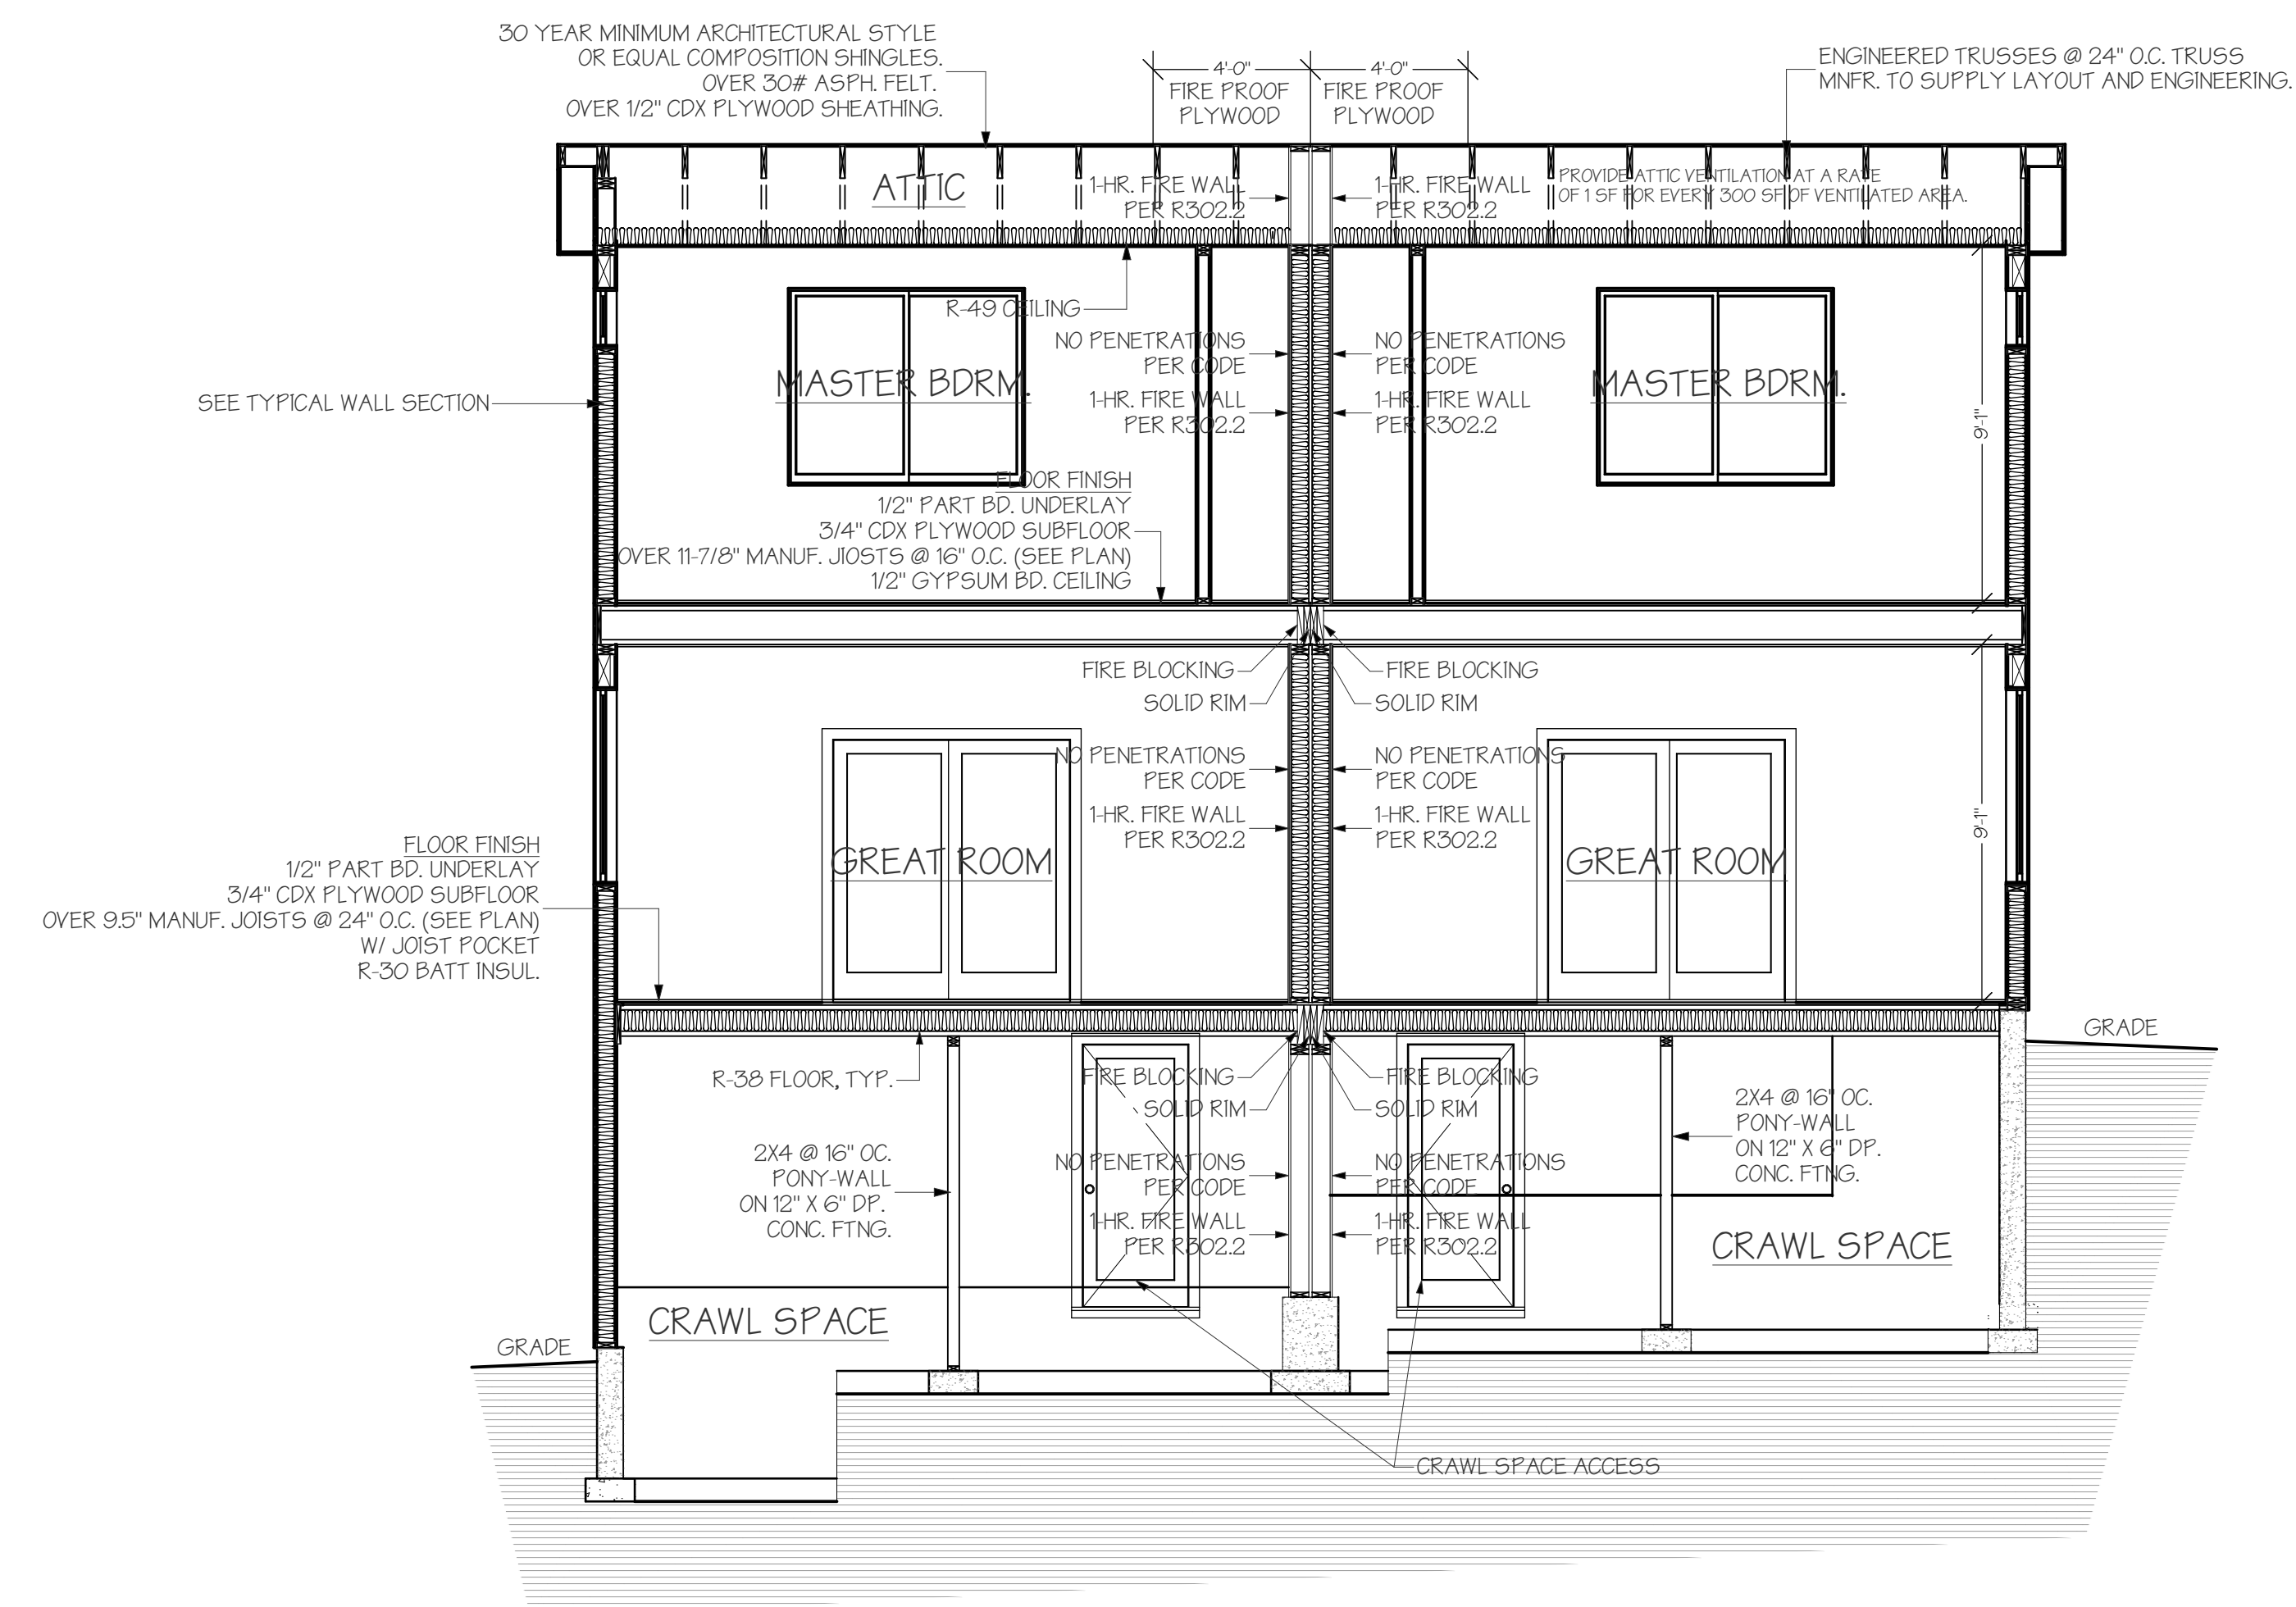 30 YEAR MINIMUM ARCHITECTURAL STYLE
OR EQUAL COMPOSITION SHINGLES.
OVER 30# ASPH. FELT.
OVER 1/2" CDX PLYWOOD SHEATHING.
4'-0"
FIRE PROOF
PLYWOOD
4'-0"
FIRE PROOF
PLYWOOD
ENGINEERED TRUSSES @ 24" O.C. TRUSS
MNFR. TO SUPPLY LAYOUT AND ENGINEERING.
ATTIC
1-HR. FIRE WALL
PER R302.2
1-HR. FIRE WALL
PER R302.2
PROVIDE ATTIC VENTILATION AT A RATE
OF 1 SF FOR EVERY 300 SF OF VENTILATED AREA.
R-49 CEILING
NO PENETRATIONS
PER CODE
NO PENETRATIONS
PER CODE
MASTER BDRM.
MASTER BDRM.
SEE TYPICAL WALL SECTION
1-HR. FIRE WALL
PER R302.2
1-HR. FIRE WALL
PER R302.2
9'-1"
FLOOR FINISH
1/2" PART BD. UNDERLAY
3/4" CDX PLYWOOD SUBFLOOR
OVER 11-7/8" MANUF. JIOSTS @ 16" O.C. (SEE PLAN)
1/2" GYPSUM BD. CEILING
FIRE BLOCKING
SOLID RIM
FIRE BLOCKING
SOLID RIM
NO PENETRATIONS
PER CODE
NO PENETRATIONS
PER CODE
1-HR. FIRE WALL
PER R302.2
1-HR. FIRE WALL
PER R302.2
9'-1"
GREAT ROOM
GREAT ROOM
FLOOR FINISH
1/2" PART BD. UNDERLAY
3/4" CDX PLYWOOD SUBFLOOR
OVER 9.5" MANUF. JOISTS @ 24" O.C. (SEE PLAN)
W/ JOIST POCKET
R-30 BATT INSUL.
GRADE
R-38 FLOOR, TYP.
FIRE BLOCKING
SOLID RIM
FIRE BLOCKING
SOLID RIM
2X4 @ 16" OC.
PONY-WALL
ON 12" X 6" DP.
CONC. FTNG.
2X4 @ 16" OC.
PONY-WALL
ON 12" X 6" DP.
CONC. FTNG.
NO PENETRATIONS
PER CODE
NO PENETRATIONS
PER CODE
1-HR. FIRE WALL
PER R302.2
1-HR. FIRE WALL
PER R302.2
CRAWL SPACE
CRAWL SPACE
GRADE
CRAWL SPACE ACCESS